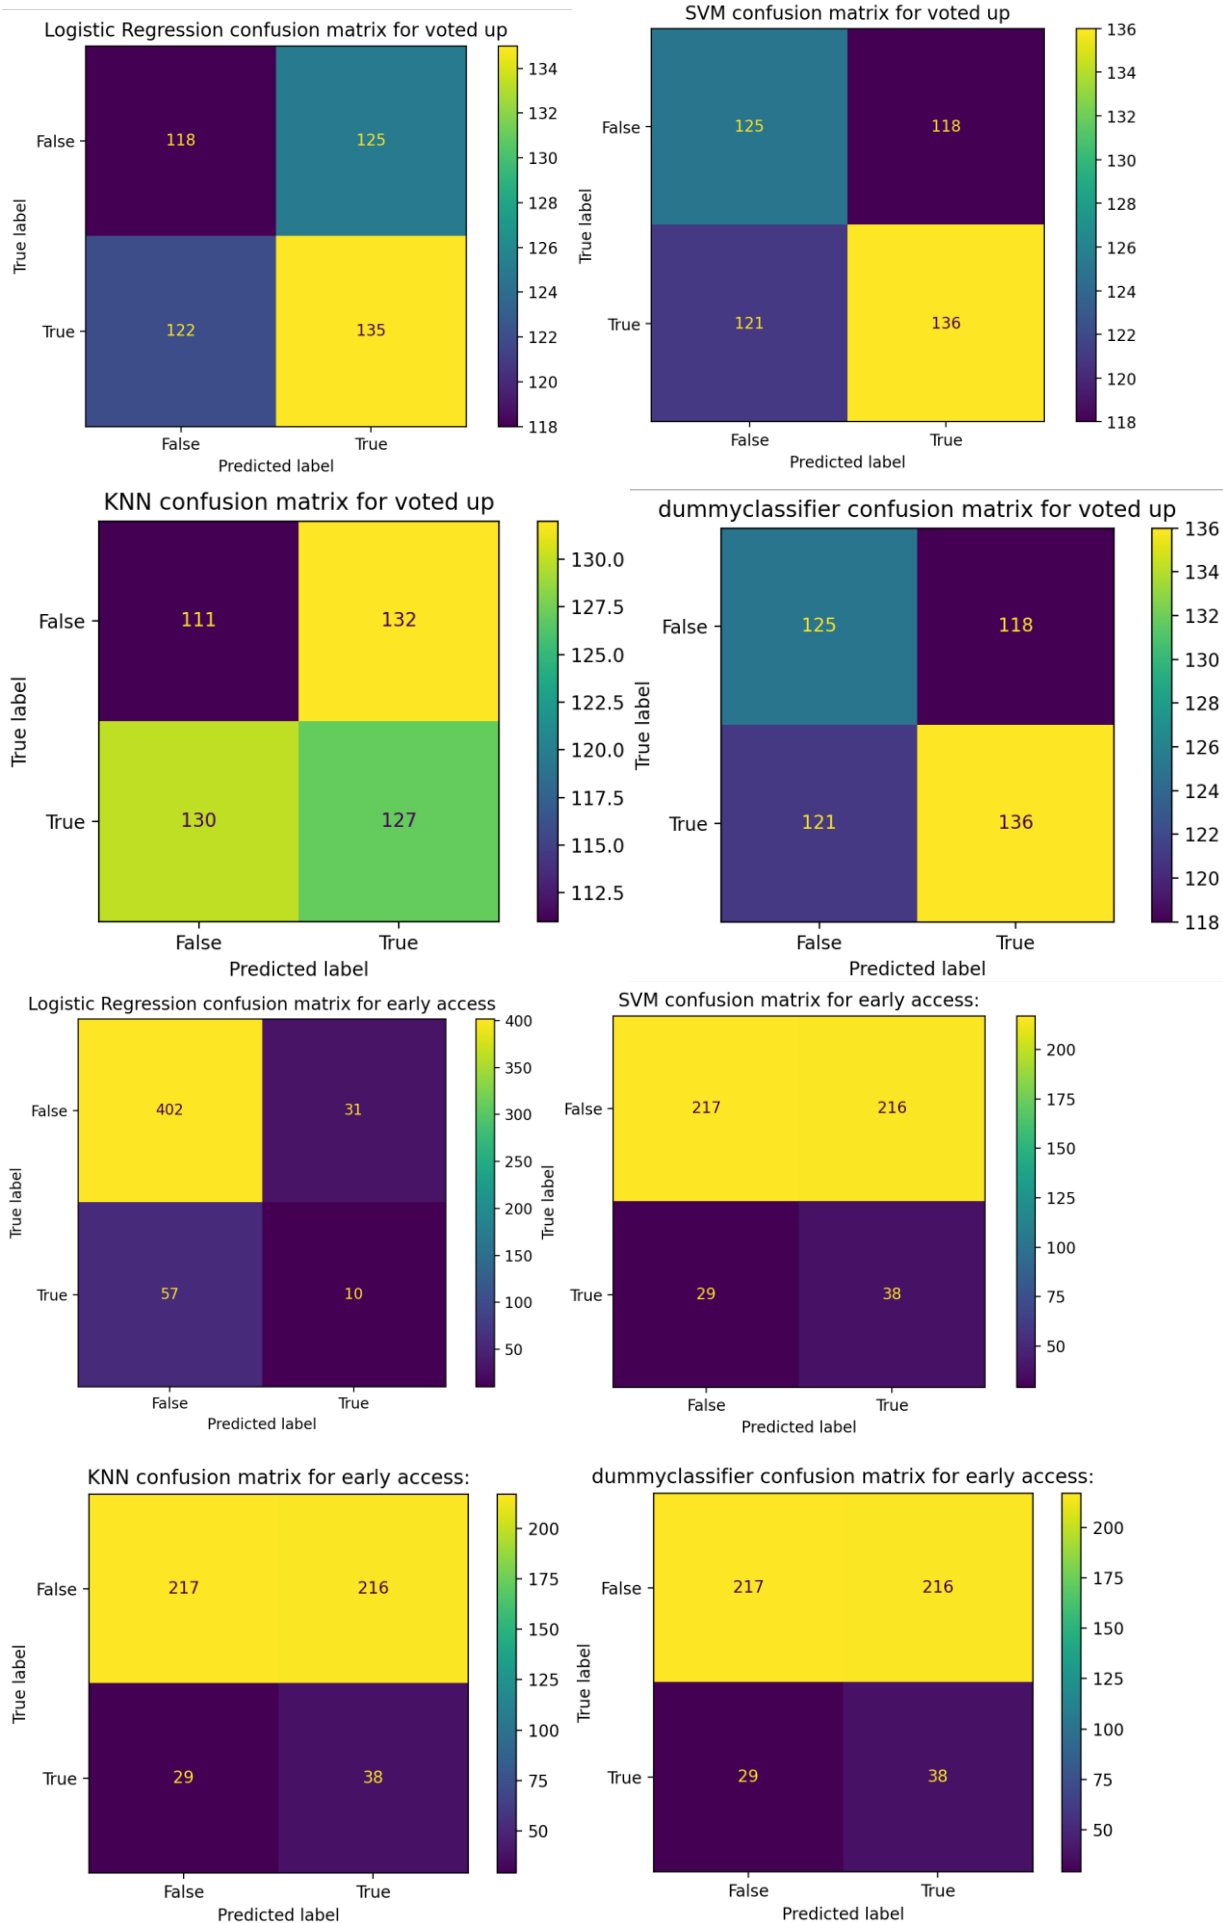 Logistic Regression confusion matrix for voted up
134
132
130
128
126
124
122
120
118
False
True
True label
118
125
122
135
False
True
Predicted label
SVM confusion matrix for voted up
136
134
132
130
128
126
124
122
120
118
False
True
True label
125
118
121
136
False
True
Predicted label
KNN confusion matrix for voted up
130.0
127.5
125.0
122.5
120.0
117.5
115.0
112.5
False
True
True label
111
132
130
127
False
True
Predicted label
dummyclassifier confusion matrix for voted up
136
134
132
130
128
126
124
122
120
118
False
True
True label
125
118
121
136
False
True
Predicted label
Logistic Regression confusion matrix for early access
400
350
300
250
200
150
100
50
False
True
True label
402
31
57
10
False
True
Predicted label
SVM confusion matrix for early access:
200
175
150
125
100
75
50
False
True
True label
217
216
29
38
False
True
Predicted label
KNN confusion matrix for early access:
200
175
150
125
100
75
50
False
True
True label
217
216
29
38
False
True
Predicted label
dummyclassifier confusion matrix for early access:
200
175
150
125
100
75
50
False
True
True label
217
216
29
38
False
True
Predicted label